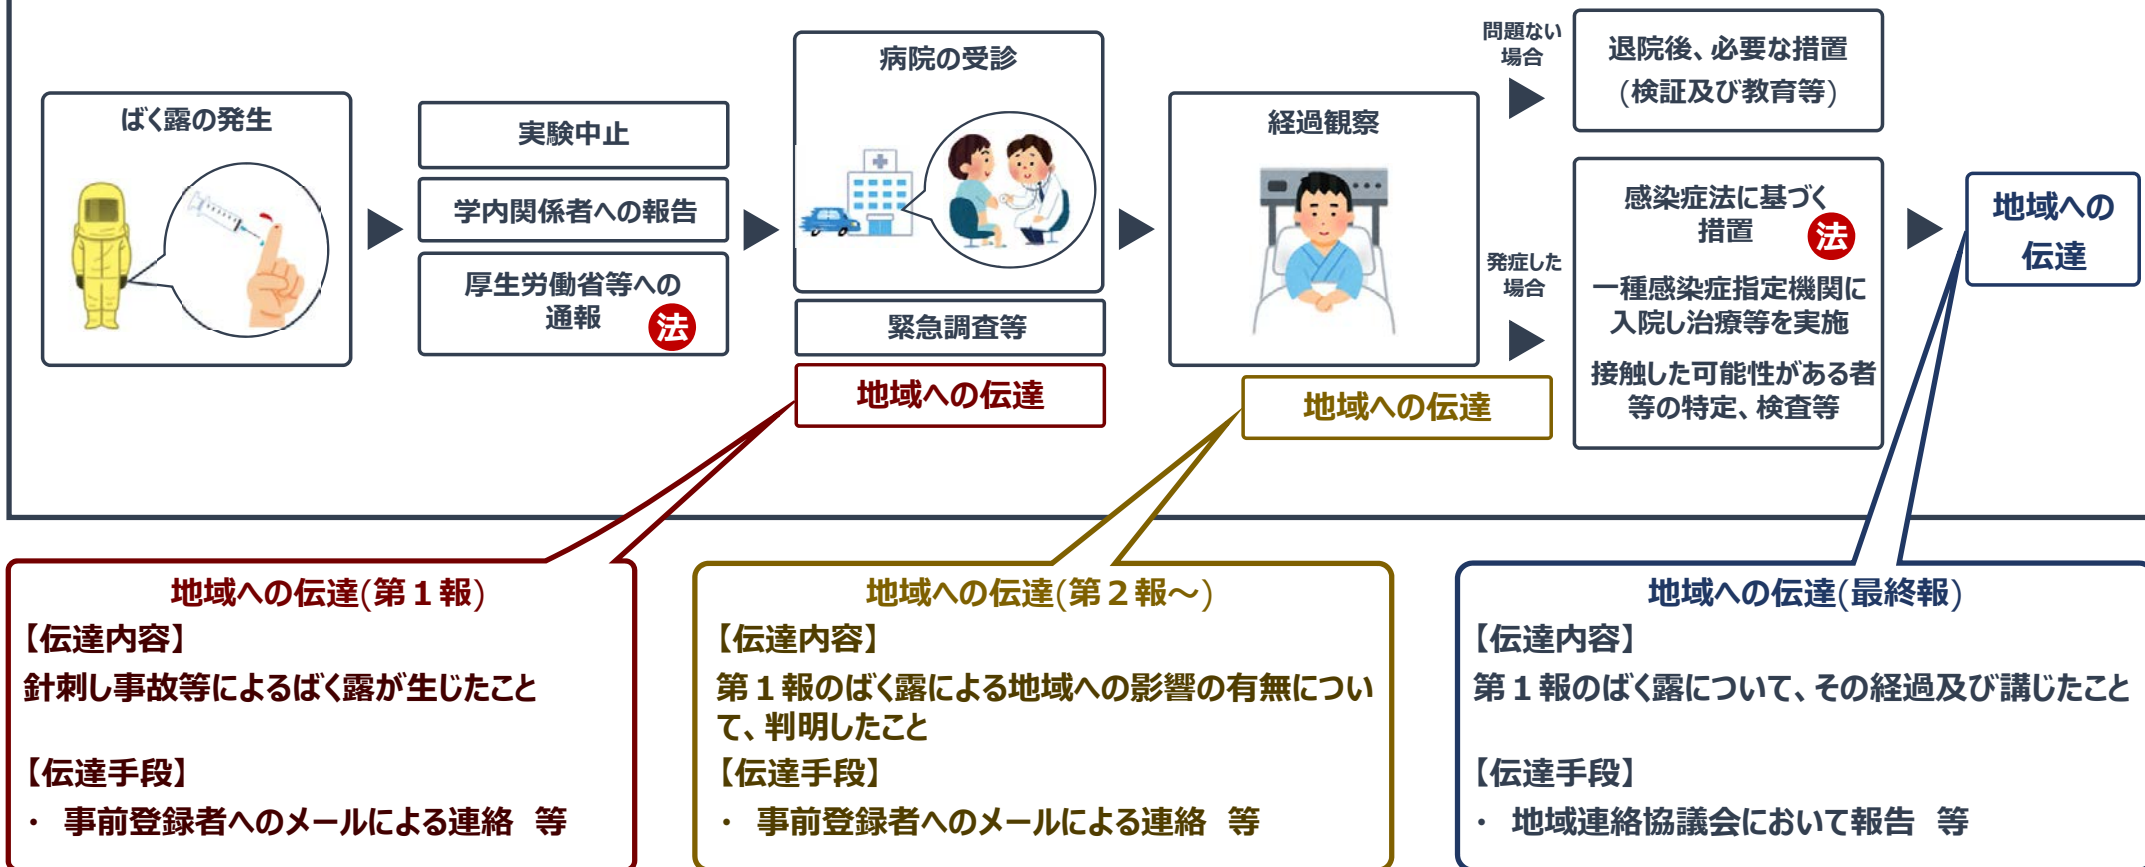 ばく露の発生
実験中止
学内関係者への報告
厚生労働省等への
通報
法
病院の受診
緊急調査等
地域への伝達
経過観察
地域への伝達
問題ない
場合
退院後、必要な措置
(検証及び教育等)
発症した
場合
感染症法に基づく
措置
法
一種感染症指定機関に
入院し治療等を実施
接触した可能性がある者
等の特定、検査等
地域への
伝達
地域への伝達(第１報)
【伝達内容】
針刺し事故等によるばく露が生じたこと
【伝達手段】
・ 事前登録者へのメールによる連絡 等
地域への伝達(第２報～)
【伝達内容】
第１報のばく露による地域への影響の有無につい
て、判明したこと
【伝達手段】
・ 事前登録者へのメールによる連絡 等
地域への伝達(最終報)
【伝達内容】
第１報のばく露について、その経過及び講じたこと
【伝達手段】
・ 地域連絡協議会において報告 等